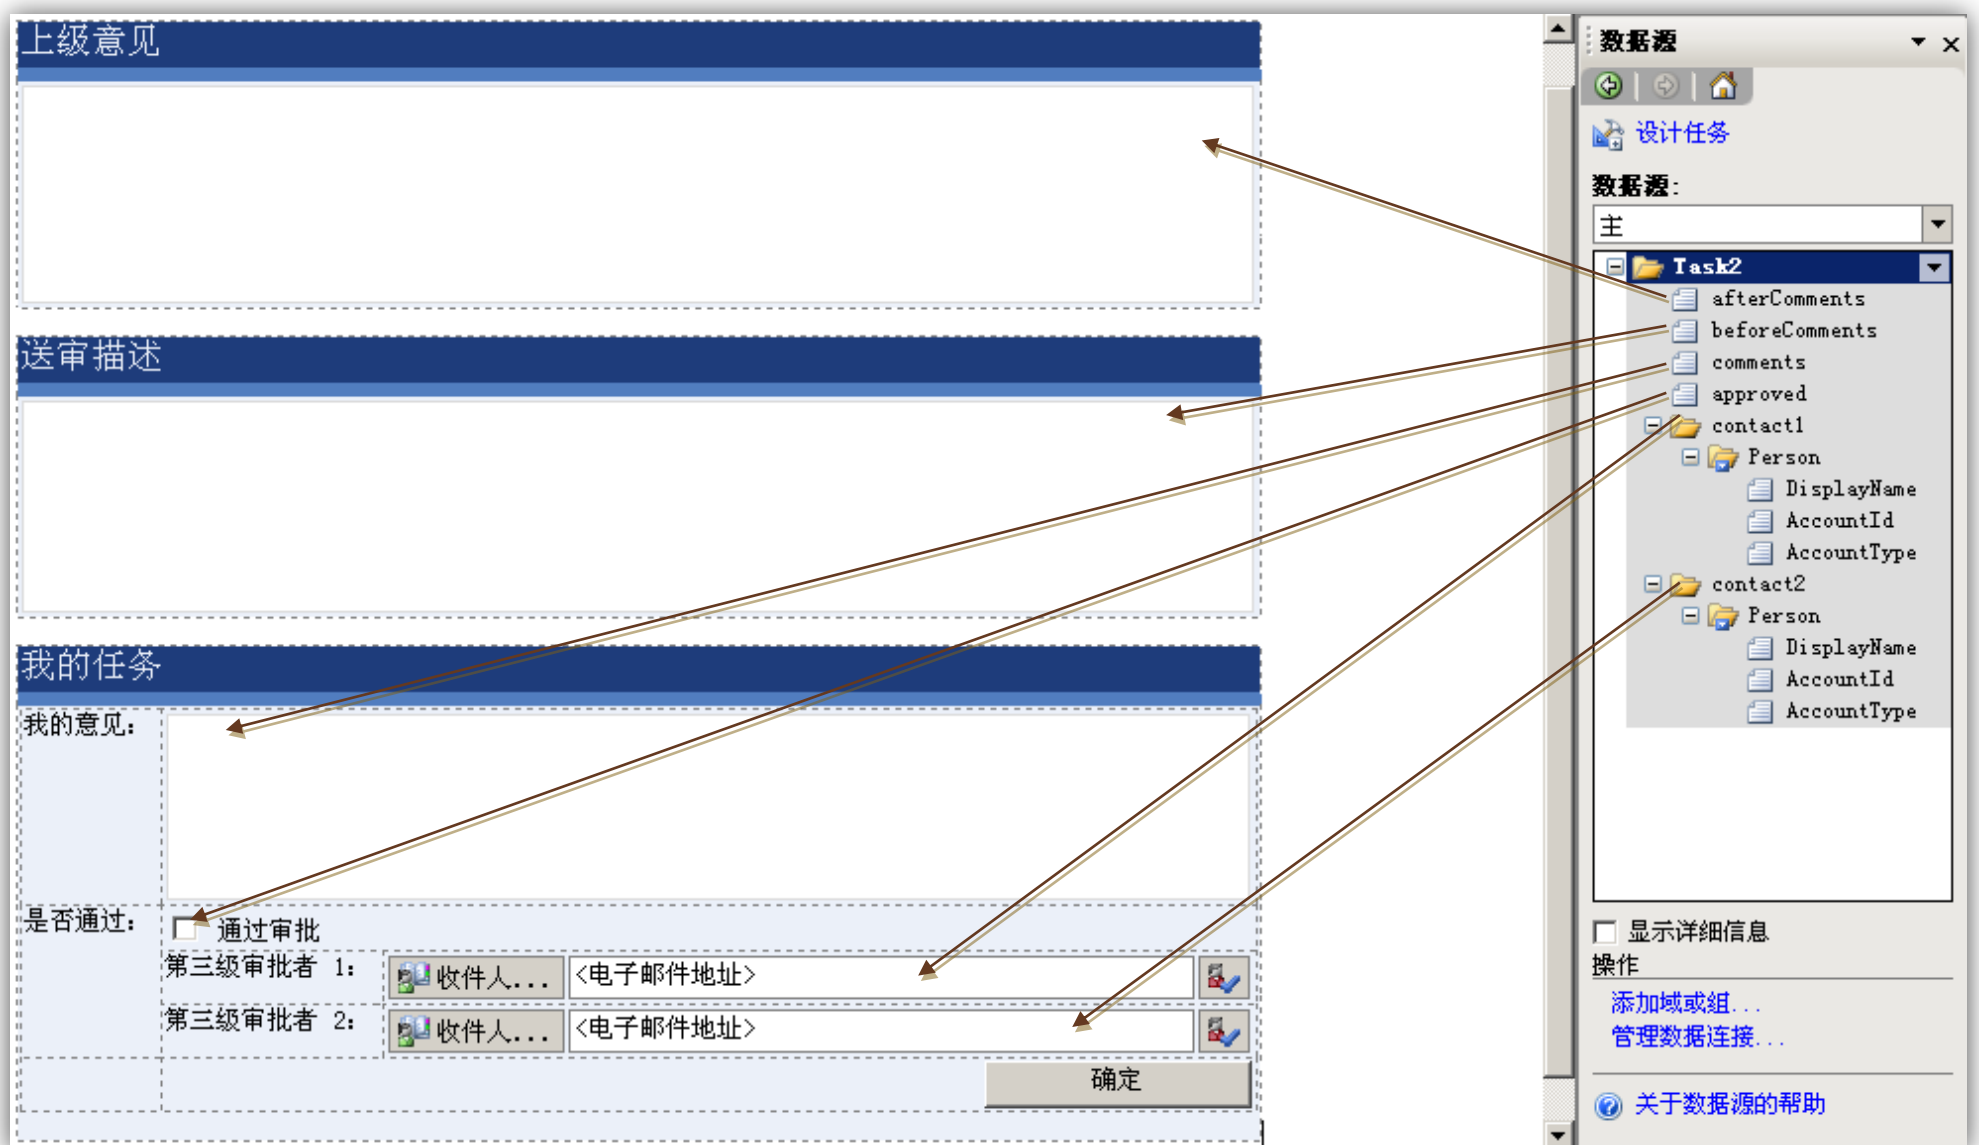 上级意见
送审描述
我的任务
我的意见：
是否通过：
通过审批
第三级审批者 1：
收件人...
<电子邮件地址>
第三级审批者 2：
收件人...
<电子邮件地址>
确定
数据源
设计任务
数据源：
主
Task2
afterComments
beforeComments
comments
approved
contact1
Person
DisplayName
AccountId
AccountType
contact2
Person
DisplayName
AccountId
AccountType
显示详细信息
操作
添加域或组...
管理数据连接...
关于数据源的帮助